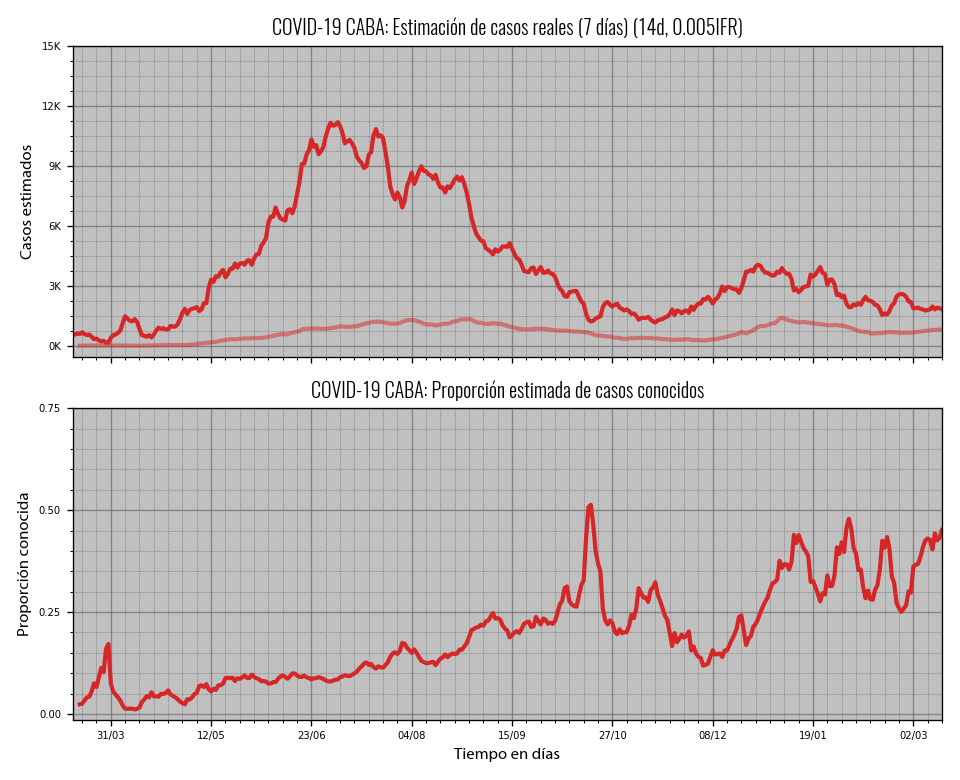 COVID-19 CABA: Estimación de casos reales (7 días) (14d, 0.005IFR)
15K
12K
9K
6K
3K
0K
Casos estimados
COVID-19 CABA: Proporción estimada de casos conocidos
0.75
0.50
0.25
0.00
Proporción conocida
31/03 12/05 23/06 04/08 15/09 27/10 08/12 19/01 02/03
Tiempo en días